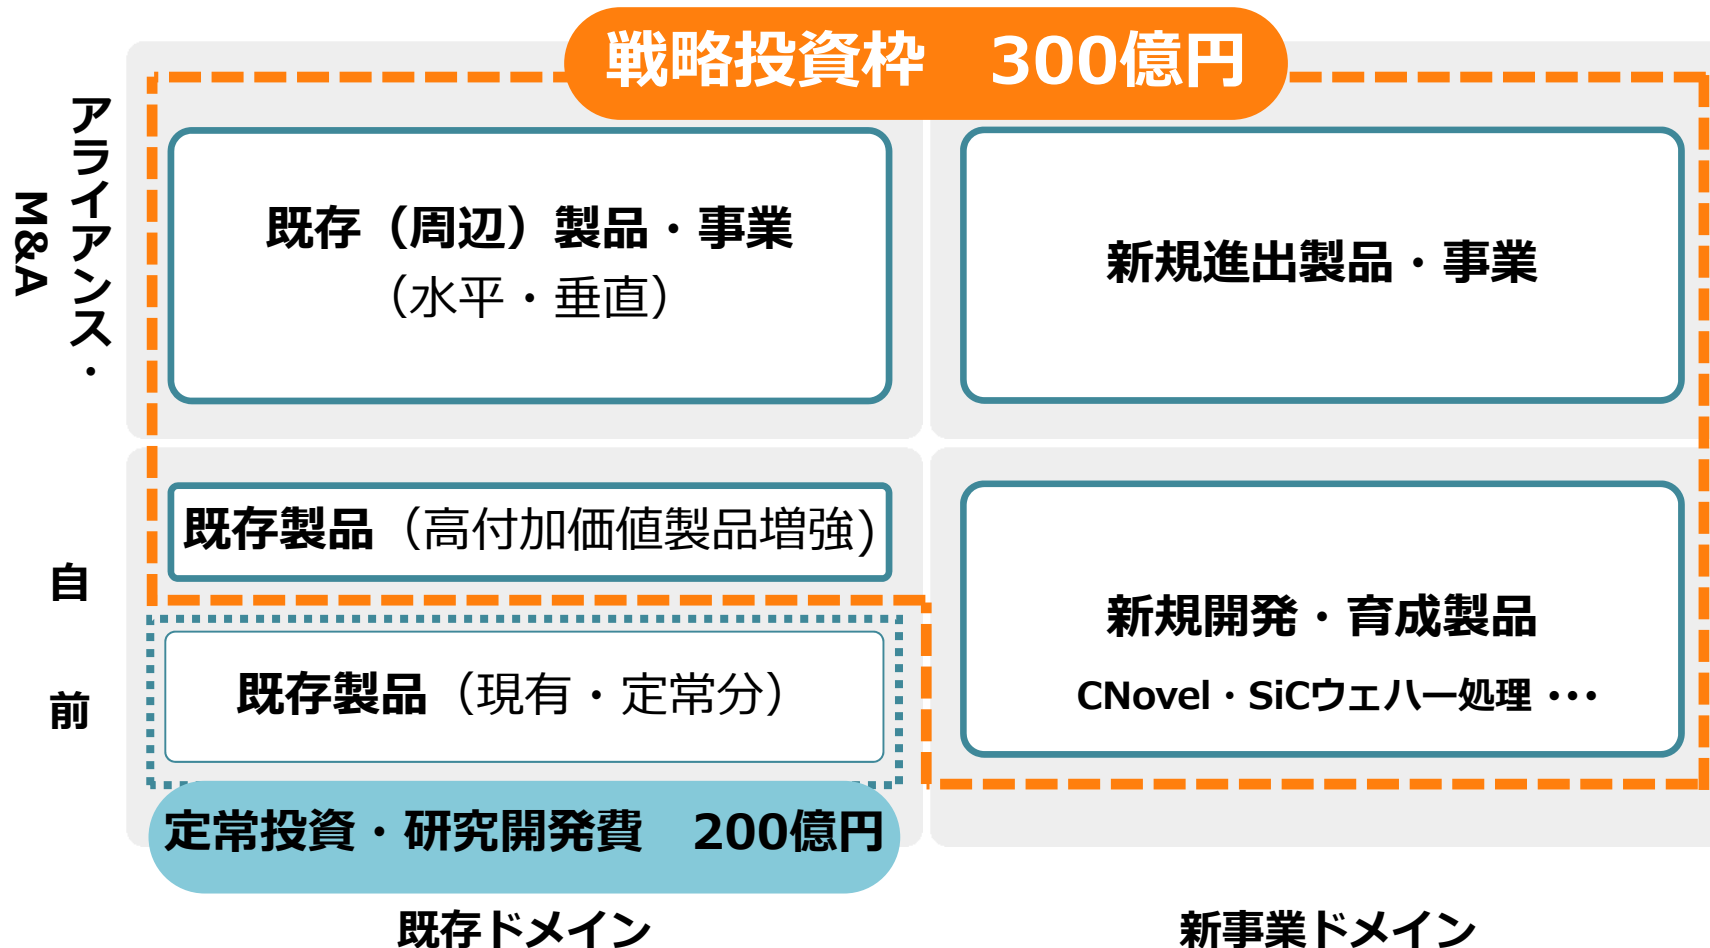 戦略投資枠　300億円
アライアンス・
M&A
既存（周辺）製品・事業
（水平・垂直）
新規進出製品・事業
自　前
既存製品（高付加価値製品増強)
既存製品（現有・定常分）
新規開発・育成製品
CNovel・SiCウェハー処理・・・
定常投資・研究開発費　200億円
既存ドメイン
新事業ドメイン